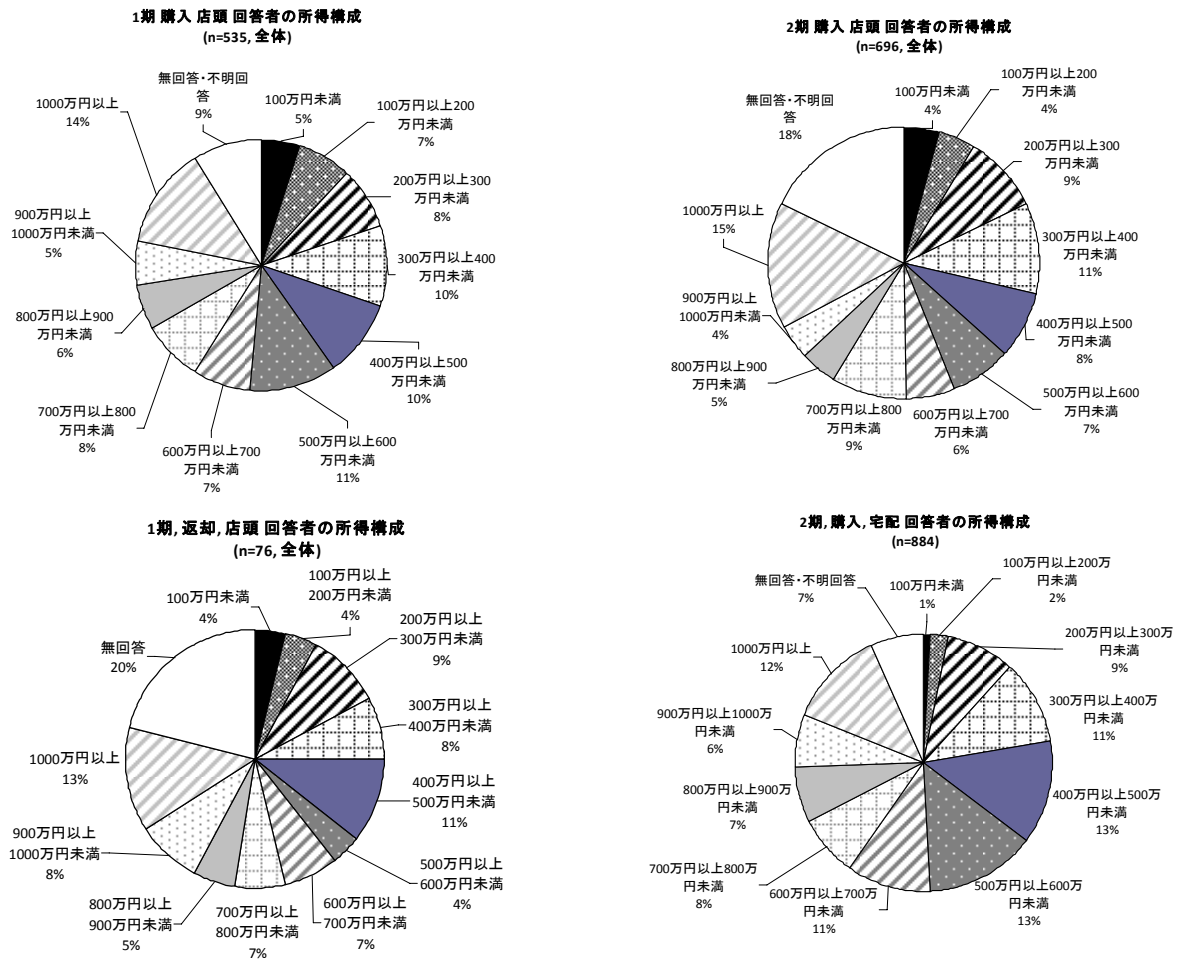 1期 購入 店頭 回答者の所得構成
(n=535, 全体)
無回答・不明回
答
9%
100万円未満
5%
100万円以上200
万円未満
7%
200万円以上300
万円未満
8%
300万円以上400
万円未満
10%
400万円以上500
万円未満
10%
500万円以上600
万円未満
11%
600万円以上700
万円未満
7%
700万円以上800
万円未満
8%
800万円以上900
万円未満
6%
900万円以上
1000万円未満
5%
1000万円以上
14%
2期 購入 店頭 回答者の所得構成
(n=696, 全体)
無回答・不明回
答
18%
100万円未満
4%
100万円以上200
万円未満
4%
200万円以上300
万円未満
9%
300万円以上400
万円未満
11%
400万円以上500
万円未満
8%
500万円以上600
万円未満
7%
600万円以上700
万円未満
6%
700万円以上800
万円未満
9%
800万円以上900
万円未満
5%
900万円以上
1000万円未満
4%
1000万円以上
15%
1期, 返却, 店頭 回答者の所得構成
(n=76, 全体)
100万円未満
4%
100万円以上
200万円未満
4%
200万円以上
300万円未満
9%
300万円以上
400万円未満
8%
400万円以上
500万円未満
11%
500万円以上
600万円未満
4%
600万円以上
700万円未満
7%
700万円以上
800万円未満
7%
800万円以上
900万円未満
5%
900万円以上
1000万円未満
8%
1000万円以上
13%
無回答
20%
2期, 購入, 宅配 回答者の所得構成
(n=884)
無回答・不明回答
7%
100万円未満
1%
100万円以上200万
円未満
2%
200万円以上300万
円未満
9%
300万円以上400万
円未満
11%
400万円以上500万
円未満
13%
500万円以上600万
円未満
13%
600万円以上700万
円未満
11%
700万円以上800万
円未満
8%
800万円以上900万
円未満
7%
900万円以上1000万
円未満
6%
1000万円以上
12%